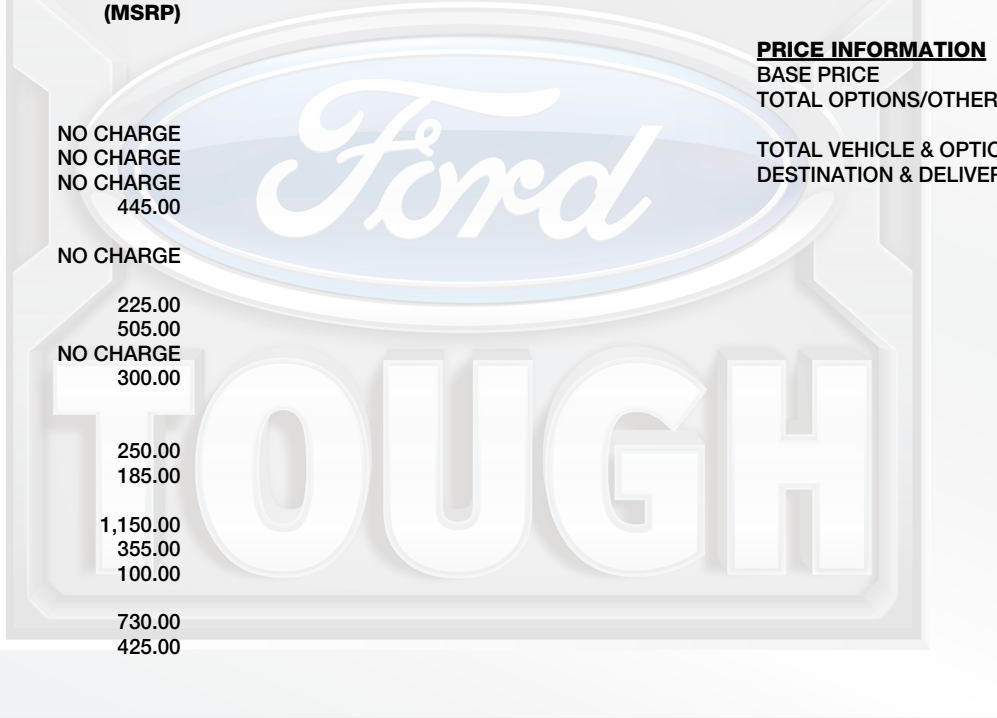 (MSRP)
NO CHARGE
NO CHARGE
NO CHARGE
445.00
NO CHARGE
225.00
505.00
NO CHARGE
300.00
250.00
185.00
1,150.00
355.00
100.00
730.00
425.00
PRICE INFORMATION
BASE PRICE
TOTAL OPTIONS/OTHER
TOTAL VEHICLE & OPTIO
DESTINATION & DELIVER
Ford
TOUGH